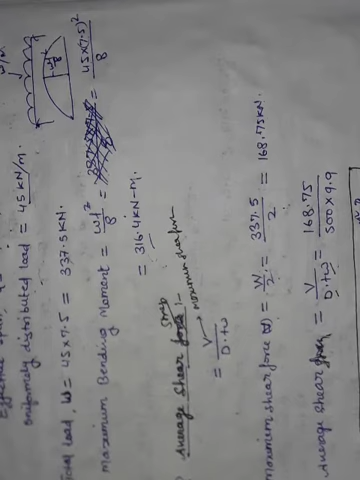 Uniformly distributed load = 45 KN/m.
Total load, W = 45×7.5 = 337.5 KN.
Maximum Bending Moment = wl²/8 = (45×(7.5)²)/8
= 316.4 KN-M.
Average shear stress :-
= V/D.tw → maximum shear force
Maximum shear force (V) = W/2 = 337.5/2 = 168.75 KN.
Average shear = V/D.tw = 168.75/(500×9.9)